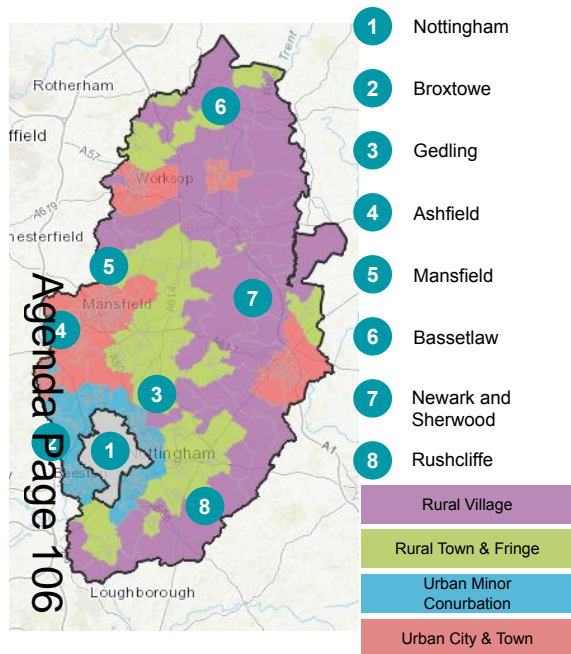 1 Nottingham
2 Broxtowe
3 Gedling
4 Ashfield
5 Mansfield
6 Bassetlaw
7 Newark and
Sherwood
8 Rushcliffe
Rural Village
Rural Town & Fringe
Urban Minor
Conurbation
Urban City & Town
Agenda Page 106
Trent
Rotherham
6
ffield
A57
Worksop
A619
hesterfield
5
A614
7
Mansfield
4
A617
A60
3
2
1
Nottingham
Beeston
A1
8
Loughborough